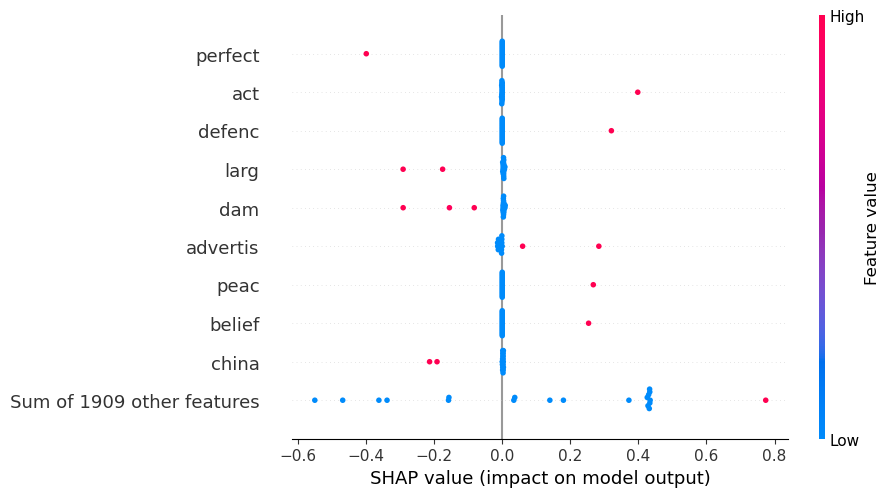 High
perfect
act
defenc
larg
dam
advertis
peac
belief
china
Sum of 1909 other features
Feature value
Low
−0.6 −0.4 −0.2 0.0 0.2 0.4 0.6 0.8
SHAP value (impact on model output)